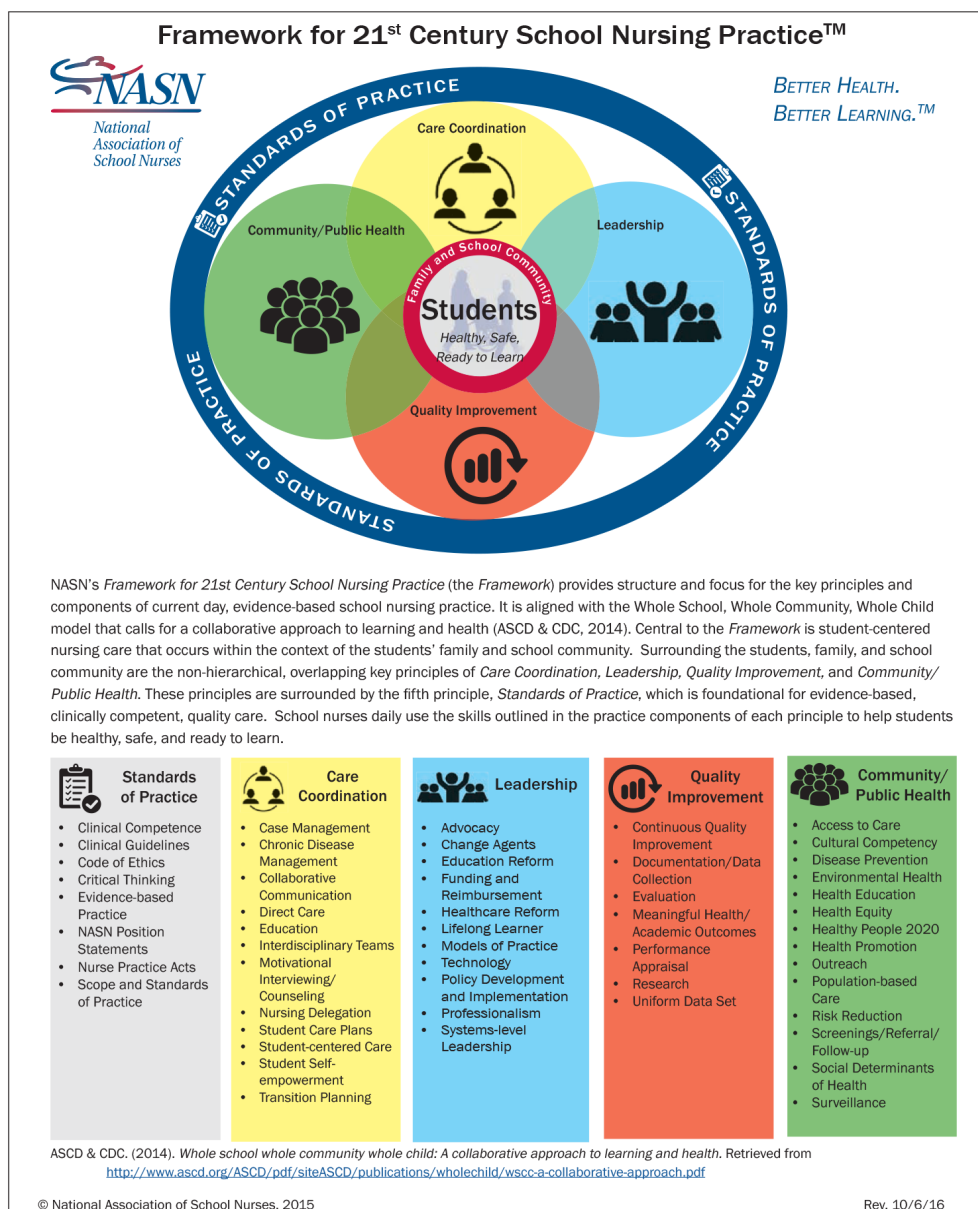 Framework for 21st Century School Nursing Practice™
NASN
National
Association of
School Nurses
BETTER HEALTH.
BETTER LEARNING.™
STANDARDS OF PRACTICE
STANDARDS OF PRACTICE
STANDARDS OF PRACTICE
Care Coordination
Community/Public Health
Leadership
Family and School Community
Students
Healthy, Safe,
Ready to Learn
Quality Improvement
NASN's Framework for 21st Century School Nursing Practice (the Framework) provides structure and focus for the key principles and
components of current day, evidence-based school nursing practice. It is aligned with the Whole School, Whole Community, Whole Child
model that calls for a collaborative approach to learning and health (ASCD & CDC, 2014). Central to the Framework is student-centered
nursing care that occurs within the context of the students' family and school community. Surrounding the students, family, and school
community are the non-hierarchical, overlapping key principles of Care Coordination, Leadership, Quality Improvement, and Community/
Public Health. These principles are surrounded by the fifth principle, Standards of Practice, which is foundational for evidence-based,
clinically competent, quality care. School nurses daily use the skills outlined in the practice components of each principle to help students
be healthy, safe, and ready to learn.
Standards
of Practice
• Clinical Competence
• Clinical Guidelines
• Code of Ethics
• Critical Thinking
• Evidence-based
Practice
• NASN Position
Statements
• Nurse Practice Acts
• Scope and Standards
of Practice
Care
Coordination
• Case Management
• Chronic Disease
Management
• Collaborative
Communication
• Direct Care
• Education
• Interdisciplinary Teams
• Motivational
Interviewing/
Counseling
• Nursing Delegation
• Student Care Plans
• Student-centered Care
• Student Self-
empowerment
• Transition Planning
Leadership
• Advocacy
• Change Agents
• Education Reform
• Funding and
Reimbursement
• Healthcare Reform
• Lifelong Learner
• Models of Practice
• Technology
• Policy Development
and Implementation
• Professionalism
• Systems-level
Leadership
Quality
Improvement
• Continuous Quality
Improvement
• Documentation/Data
Collection
• Evaluation
• Meaningful Health/
Academic Outcomes
• Performance
Appraisal
• Research
• Uniform Data Set
Community/
Public Health
• Access to Care
• Cultural Competency
• Disease Prevention
• Environmental Health
• Health Education
• Health Equity
• Healthy People 2020
• Health Promotion
• Outreach
• Population-based
Care
• Risk Reduction
• Screenings/Referral/
Follow-up
• Social Determinants
of Health
• Surveillance
ASCD & CDC. (2014). Whole school whole community whole child: A collaborative approach to learning and health. Retrieved from
http://www.ascd.org/ASCD/pdf/siteASCD/publications/wholechild/wscc-a-collaborative-approach.pdf
© National Association of School Nurses, 2015
Rev. 10/6/16